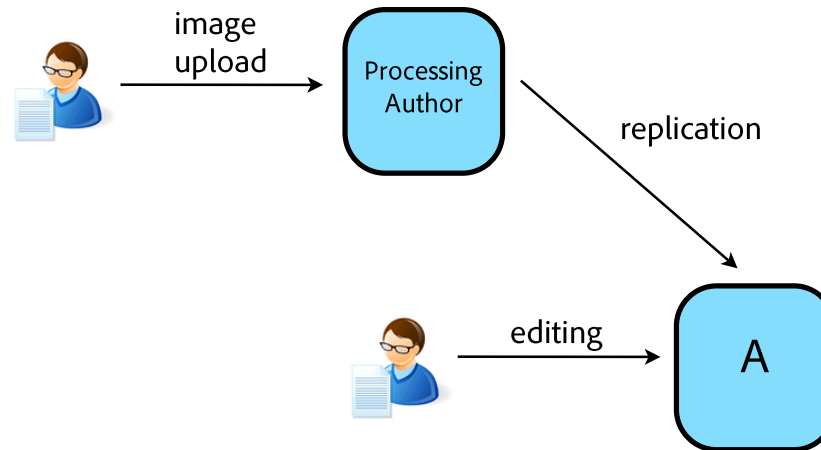 image
upload
Processing
Author
replication
editing
A